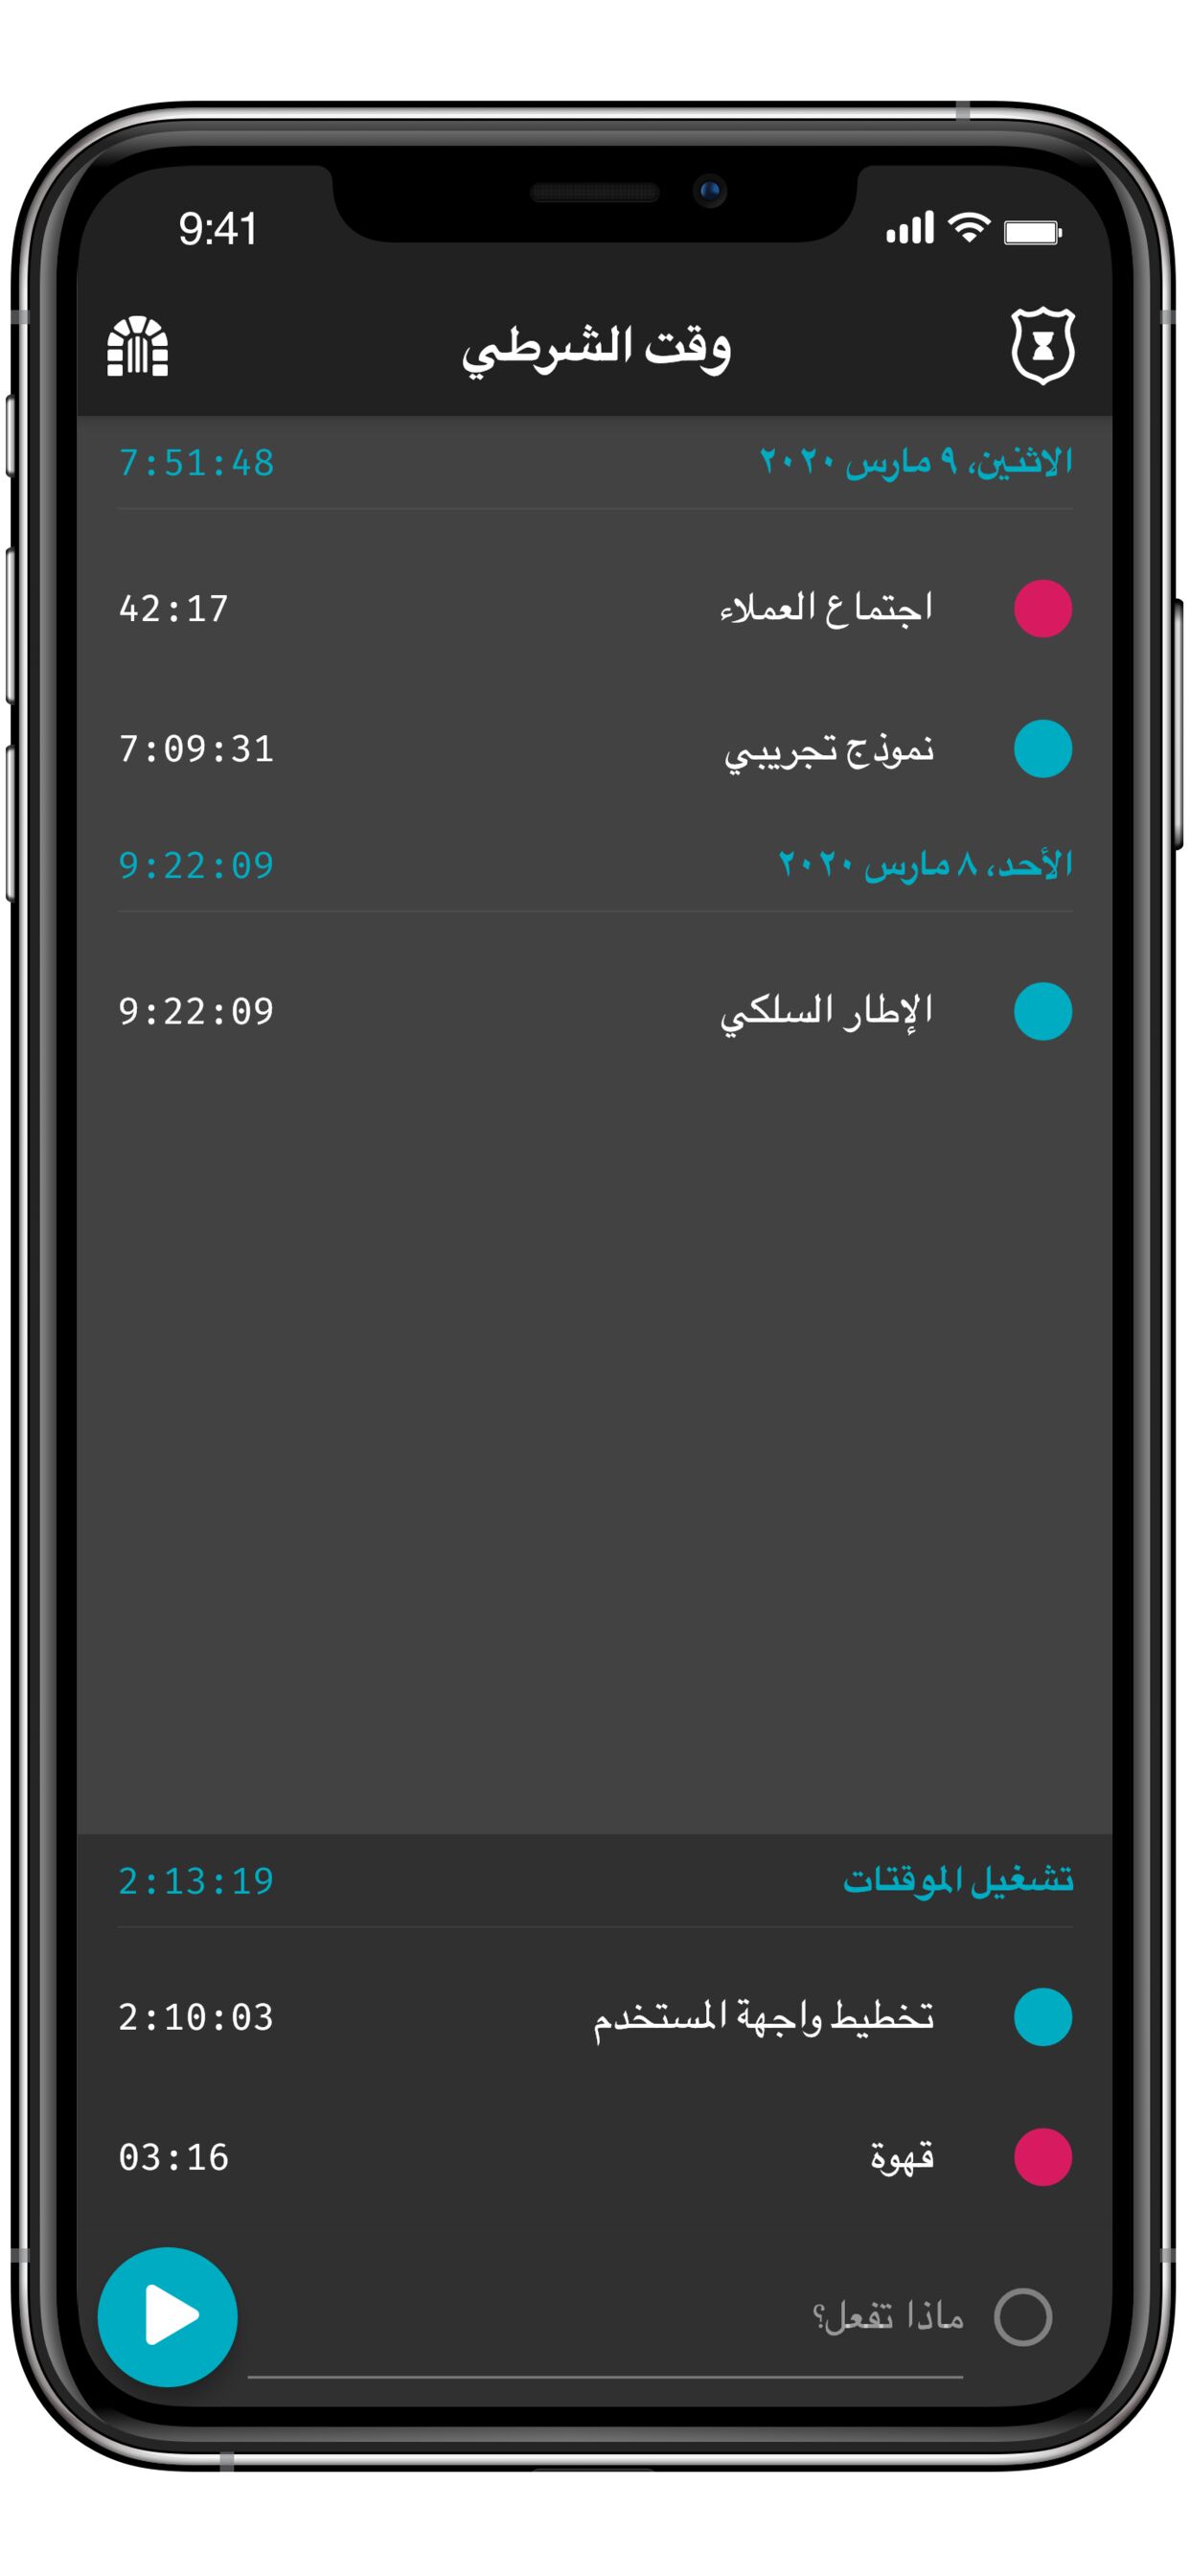 9:41
وقت الشرطي
الاثنين، ٩ مارس ٢٠٢٠ 7:51:48
اجتماع العملاء 42:17
نموذج تجريبي 7:09:31
الأحد، ٨ مارس ٢٠٢٠ 9:22:09
الإطار السلكي 9:22:09
تشغيل الموقتات 2:13:19
تخطيط واجهة المستخدم 2:10:03
قهوة 03:16
ماذا تفعل؟